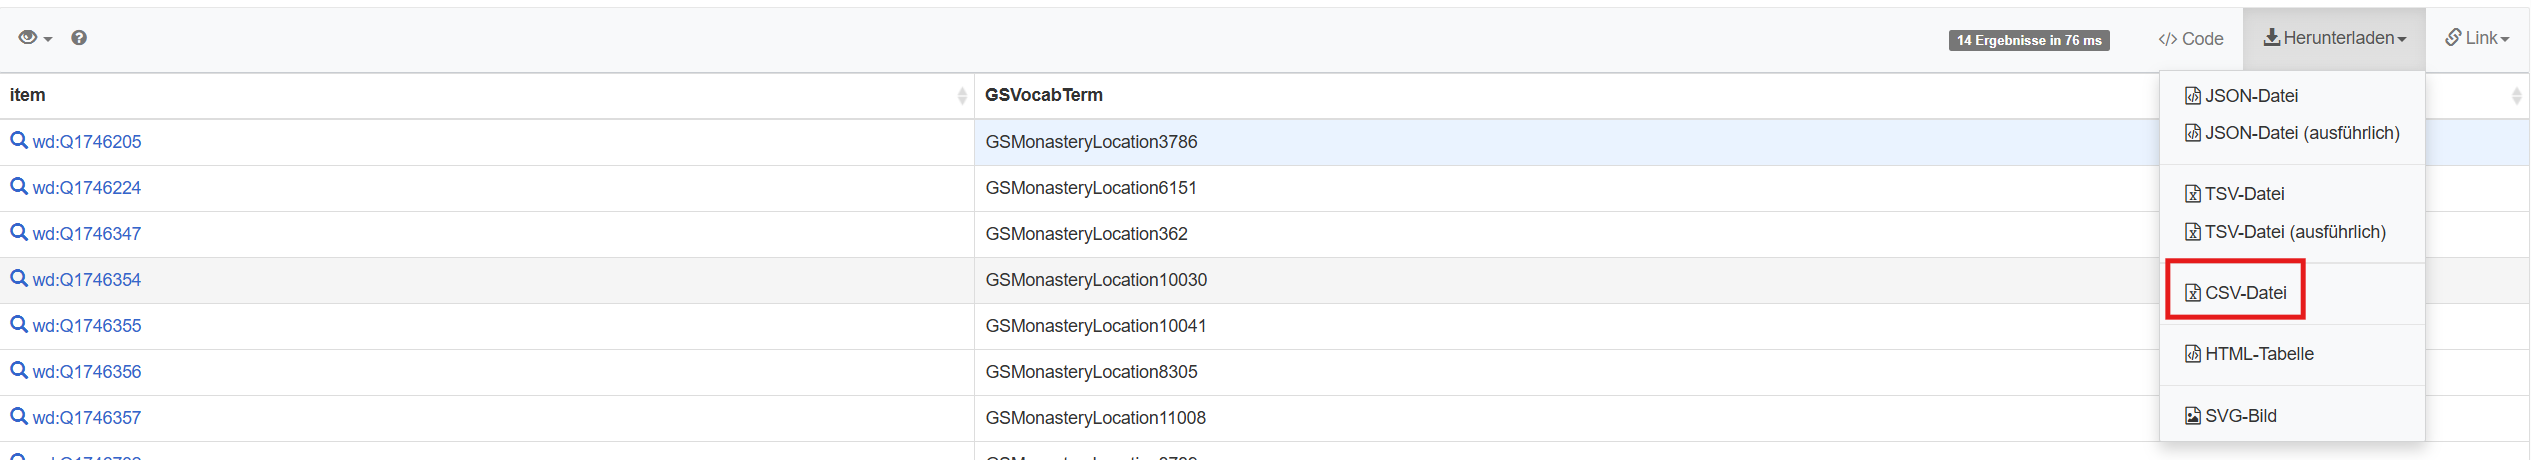 14 Ergebnisse in 76 ms </> Code Herunterladen Link
item GSVocabTerm
wd:Q1746205 GSMonasteryLocation3786
wd:Q1746224 GSMonasteryLocation6151
wd:Q1746347 GSMonasteryLocation362
wd:Q1746354 GSMonasteryLocation10030
wd:Q1746355 GSMonasteryLocation10041
wd:Q1746356 GSMonasteryLocation8305
wd:Q1746357 GSMonasteryLocation11008
JSON-Datei
JSON-Datei (ausführlich)
TSV-Datei
TSV-Datei (ausführlich)
CSV-Datei
HTML-Tabelle
SVG-Bild